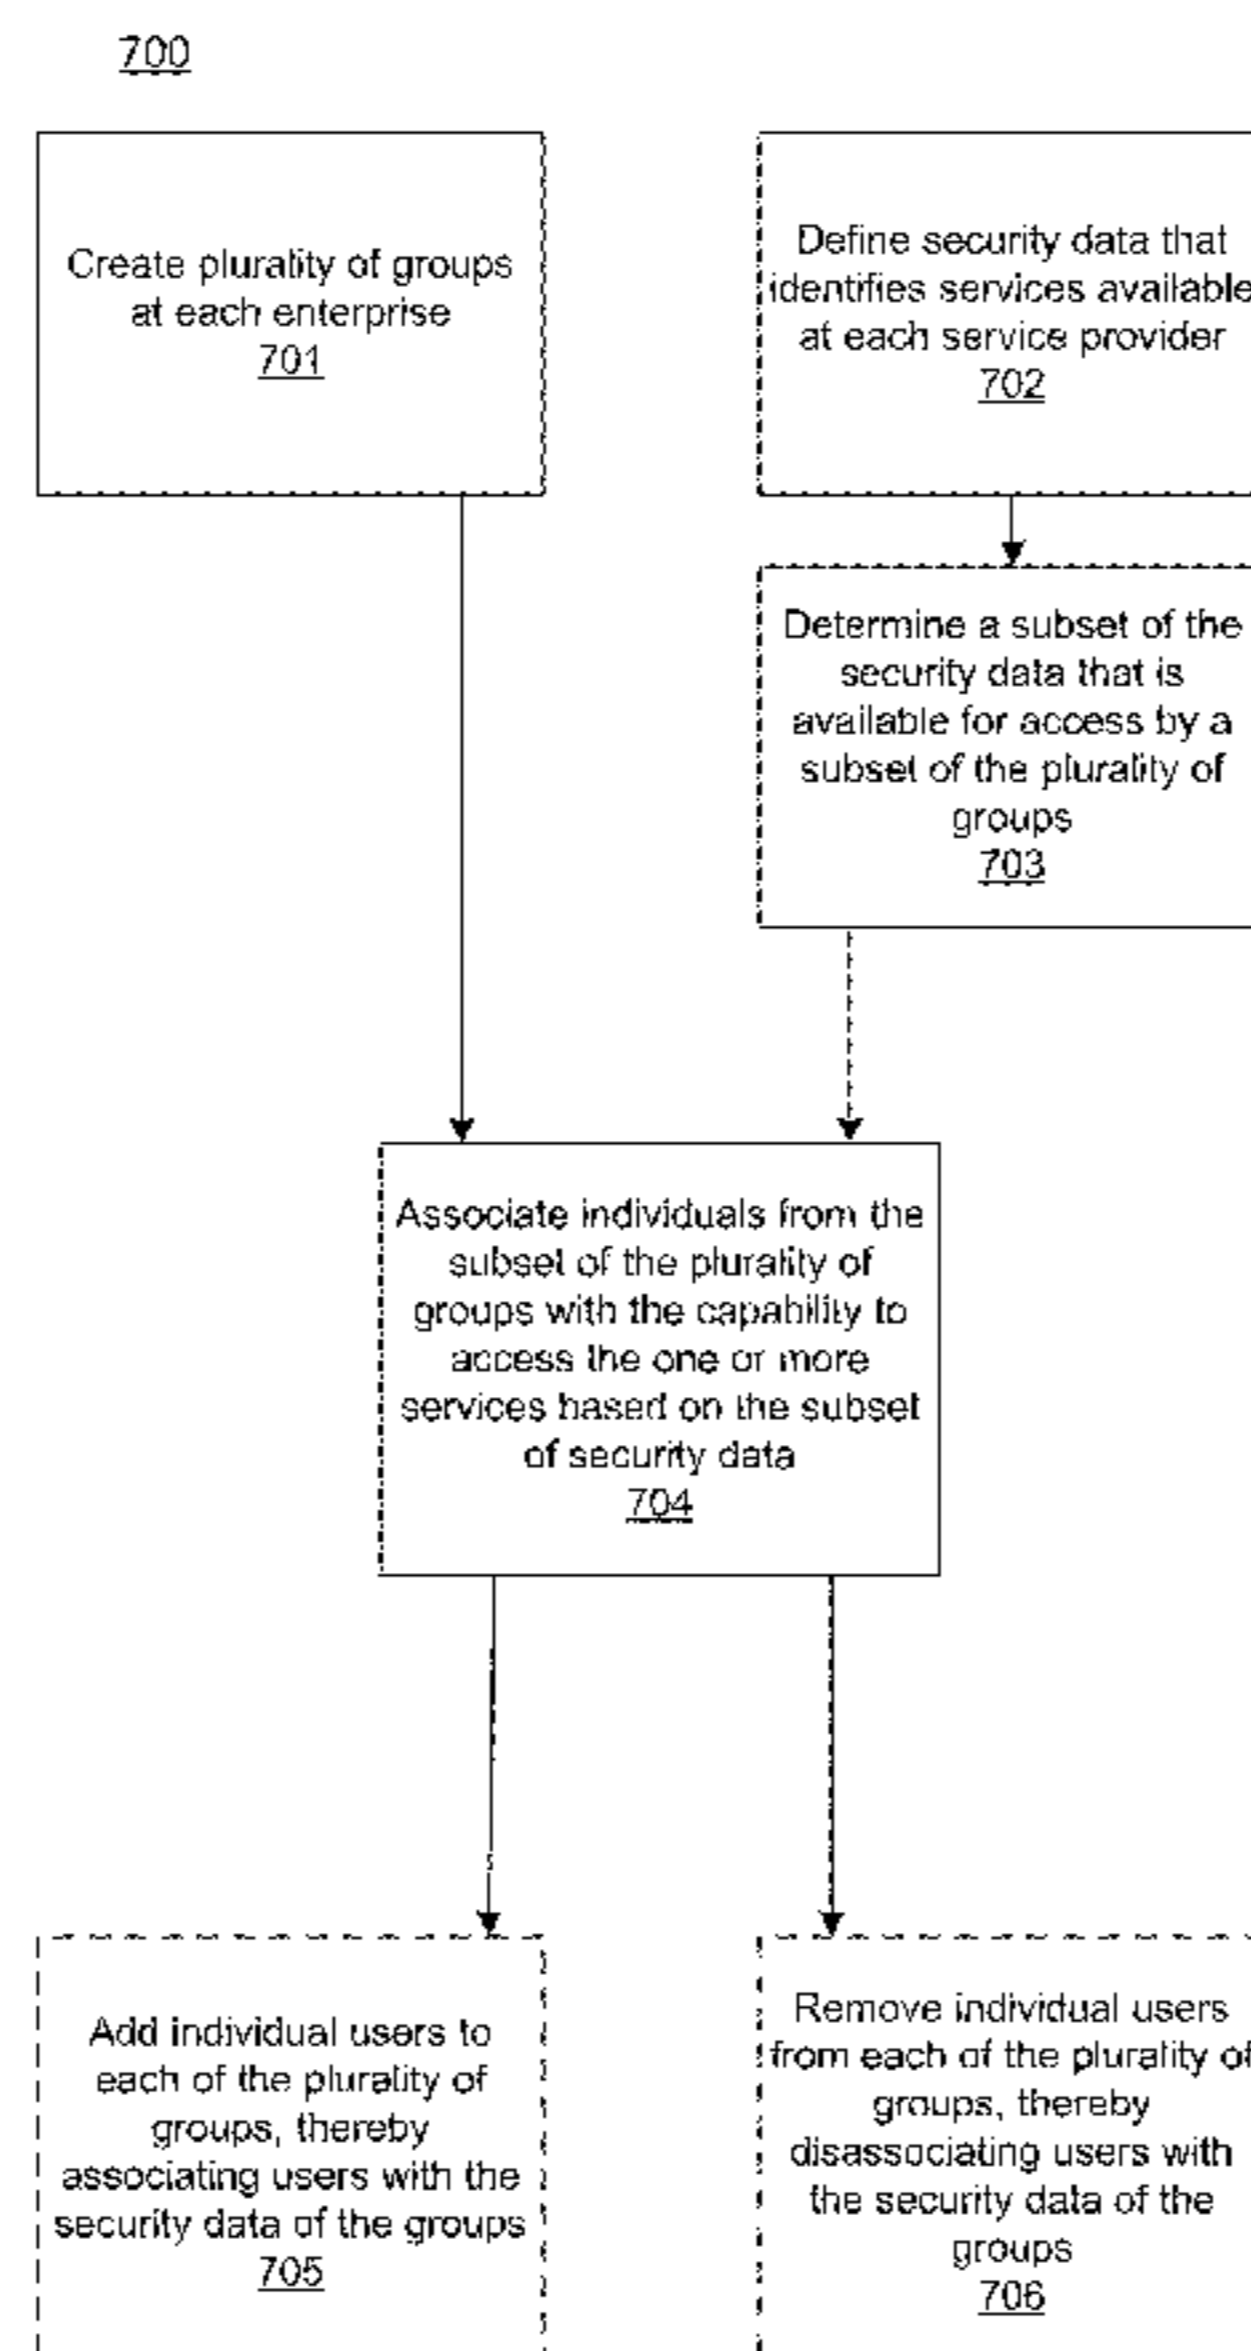 700
Create plurality of groups
at each enterprise
701
Define security data that
identifies services available
at each service provider
702
Determine a subset of the
security data that is
available for access by a
subset of the plurality of
groups
703
Associate individuals from the
subset of the plurality of
groups with the capability to
access the one or more
services based on the subset
of security data
704
Add individual users to
each of the plurality of
groups, thereby
associating users with the
security data of the groups
705
Remove individual users
from each of the plurality of
groups, thereby
disassociating users with
the security data of the
groups
706